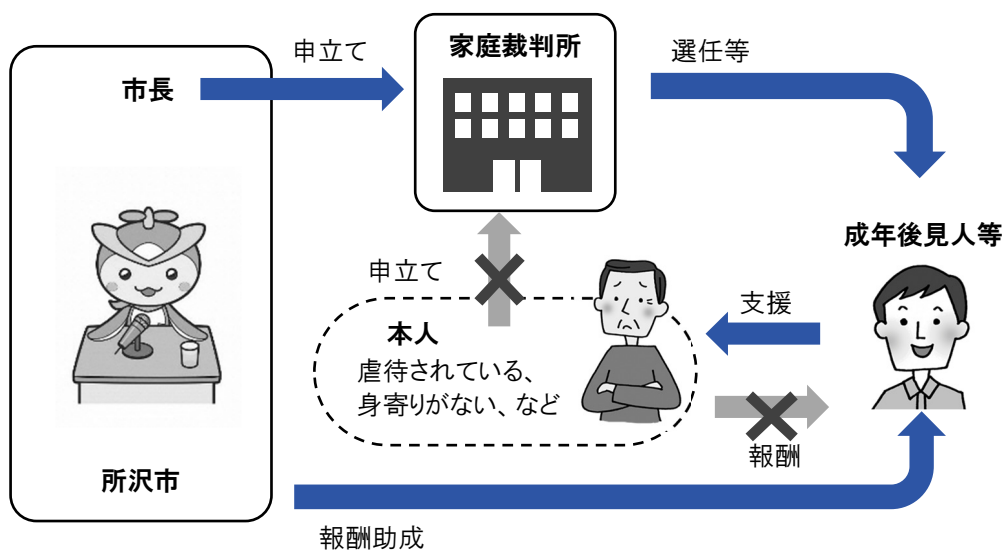 市長
申立て
家庭裁判所
選任等
成年後見人等
申立て
本人
虐待されている、
身寄りがない、など
支援
報酬
所沢市
報酬助成